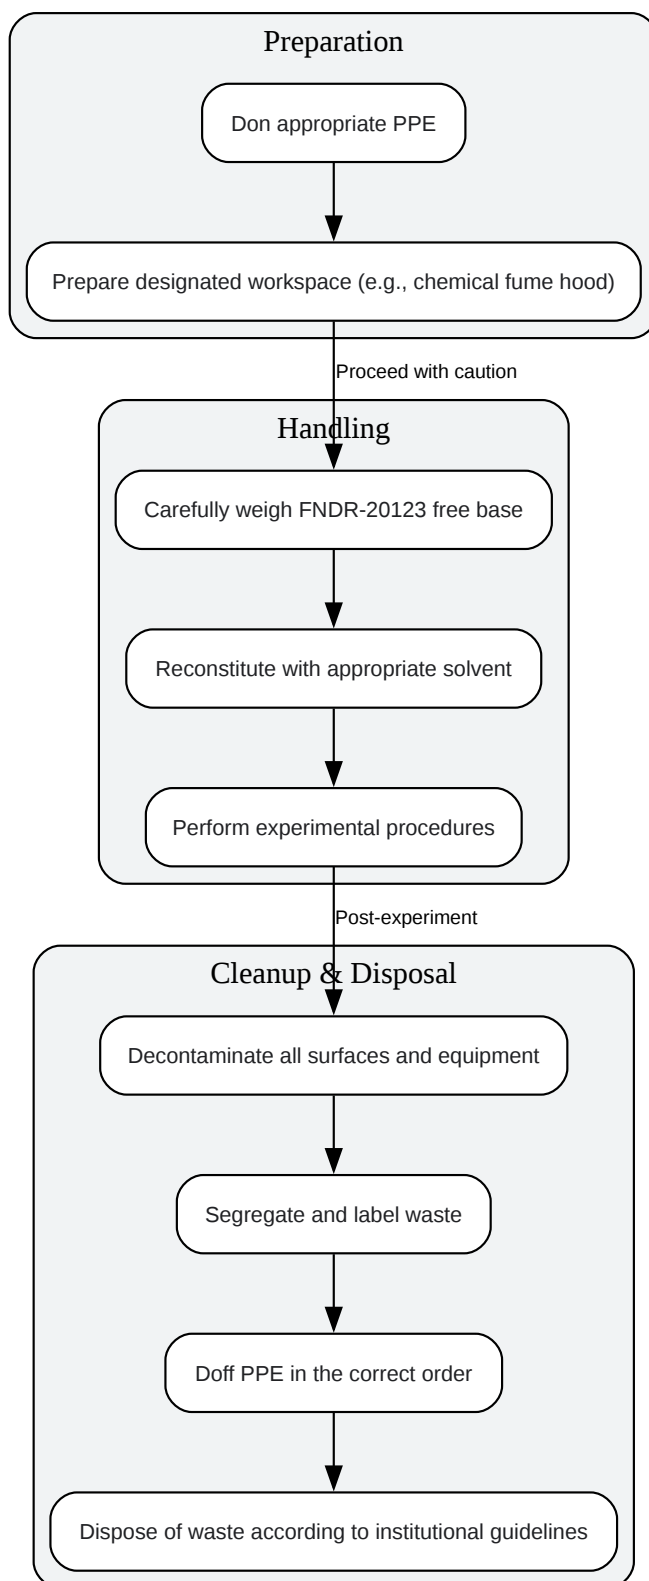 Preparation
Don appropriate PPE
Prepare designated workspace (e.g., chemical fume hood)
Proceed with caution
Handling
Carefully weigh FNDR-20123 free base
Reconstitute with appropriate solvent
Perform experimental procedures
Post-experiment
Cleanup & Disposal
Decontaminate all surfaces and equipment
Segregate and label waste
Doff PPE in the correct order
Dispose of waste according to institutional guidelines